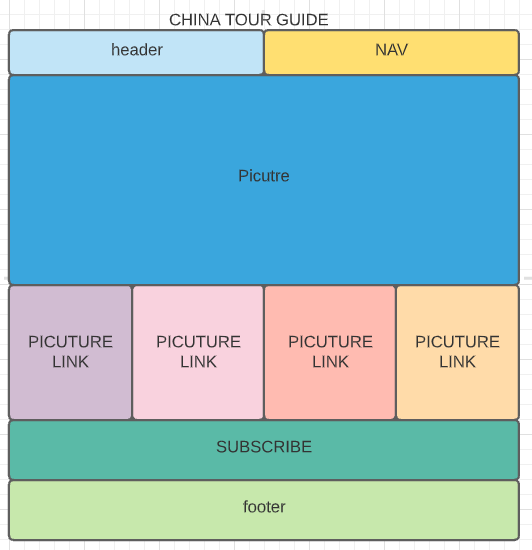 CHINA TOUR GUIDE
header
NAV
Picutre
PICUTURE
LINK
PICUTURE
LINK
PICUTURE
LINK
PICUTURE
LINK
SUBSCRIBE
footer